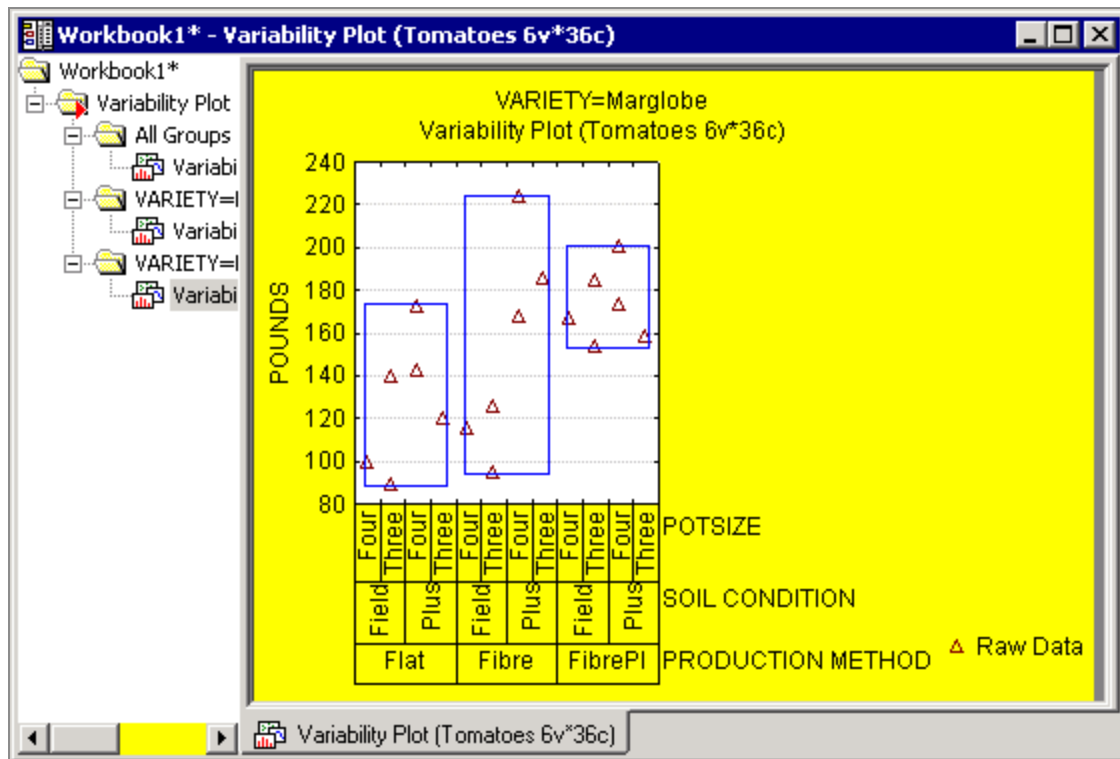 Workbook1* - Variability Plot (Tomatoes 6v*36c)
Workbook1*
Variability Plot
All Groups
Variabi
VARIETY=
Variabi
VARIETY=
Variabi
VARIETY=Marglobe
Variability Plot (Tomatoes 6v*36c)
POUNDS
240
220
200
180
160
140
120
100
80
Four Three Four Three Four Three Four Three Four Three Four Three POTSIZE
Field Plus Field Plus Field Plus SOIL CONDITION
Flat Fibre FibrePl PRODUCTION METHOD
Raw Data
Variability Plot (Tomatoes 6v*36c)